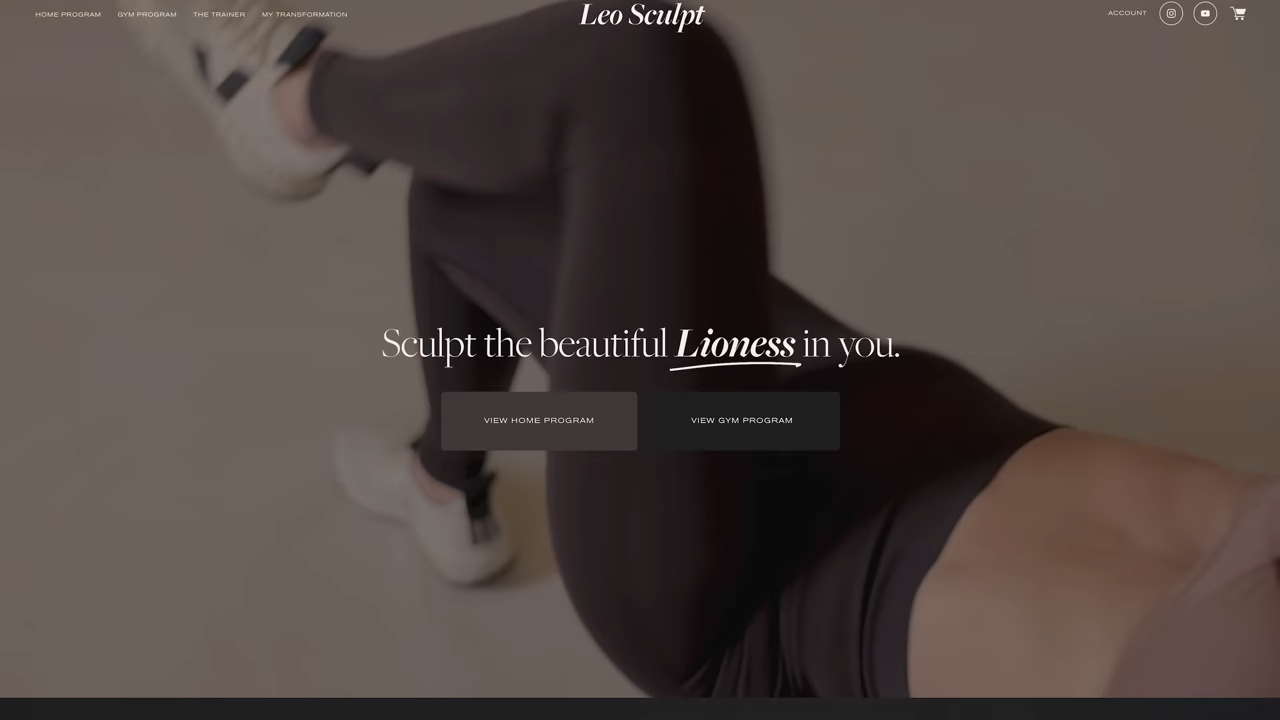 HOME PROGRAM
GYM PROGRAM
THE TRAINER
MY TRANSFORMATION
Leo Sculpt
ACCOUNT
Sculpt the beautiful Lioness in you.
VIEW HOME PROGRAM
VIEW GYM PROGRAM